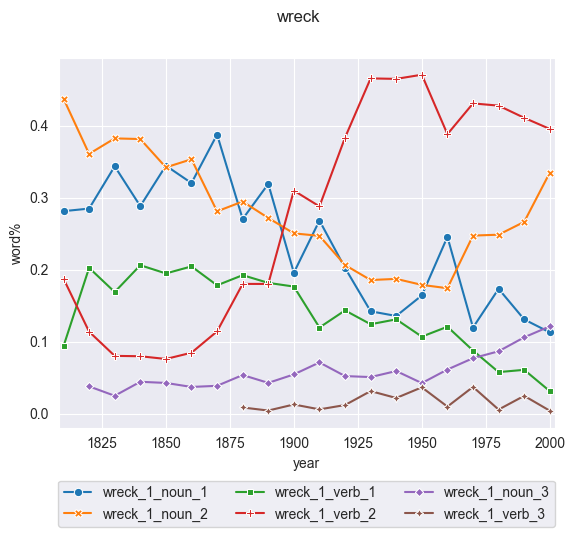 wreck
word%
0.4
0.3
0.2
0.1
0.0
1825 1850 1875 1900 1925 1950 1975 2000
year
wreck_1_noun_1 wreck_1_verb_1 wreck_1_noun_3
wreck_1_noun_2 wreck_1_verb_2 wreck_1_verb_3